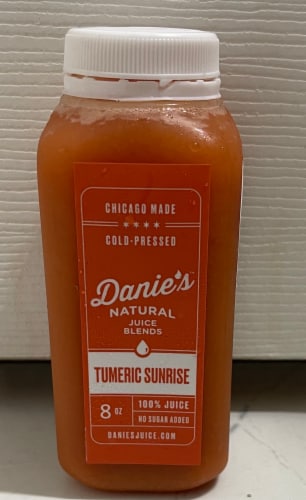 CHICAGO MADE
COLD-PRESSED
Danie's
NATURAL
JUICE
BLENDS
TUMERIC SUNRISE
8 OZ
100% JUICE
NO SUGAR ADDED
DANIESJUICE.COM